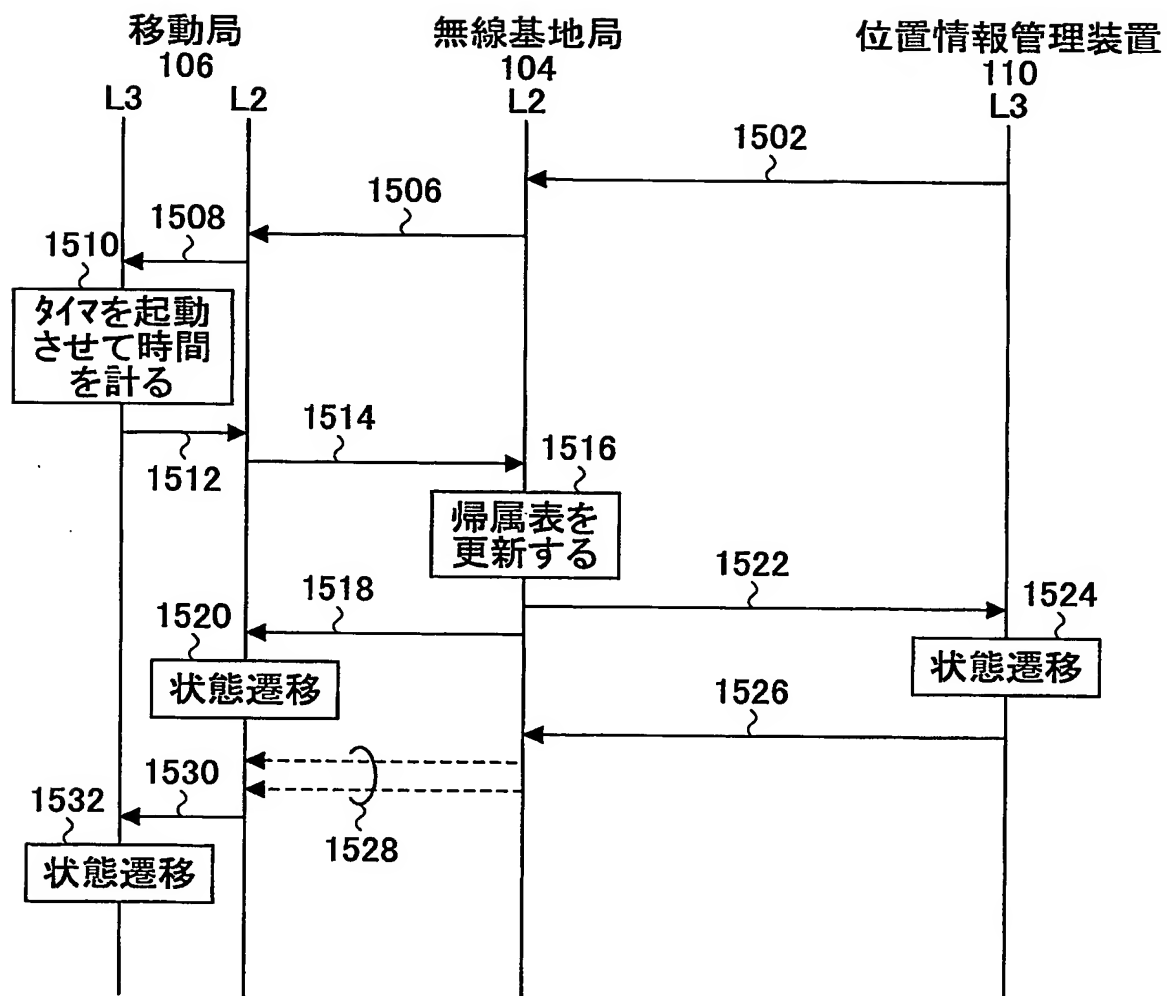 移動局
106
無線基地局
104
位置情報管理装置
110
L3
L2
L2
L3
1502
1506
1508
1510
タイマを起動
させて時間
を計る
1512
1514
1516
帰属表を
更新する
1518
1522
1520
状態遷移
1524
状態遷移
1526
1528
1530
1532
状態遷移